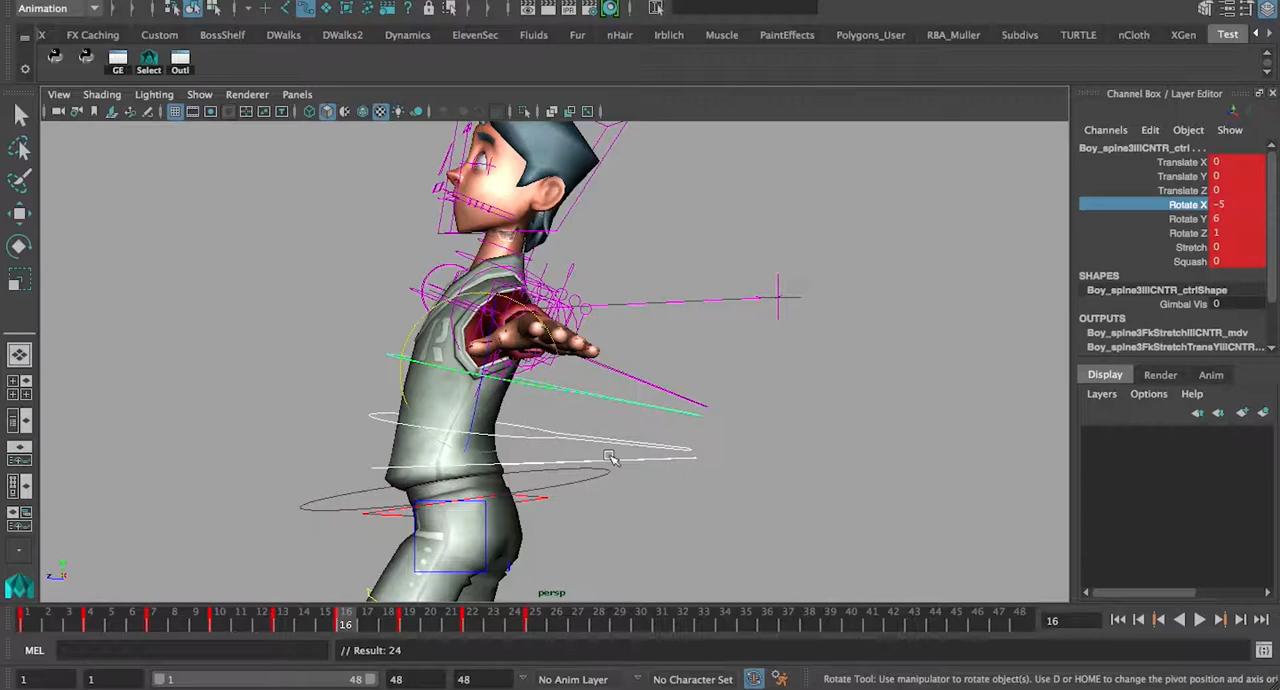 Animation
FX Caching Custom BossShelf DWalks DWalks2 Dynamics ElevenSec Fluids Fur nHair Irblich Muscle PaintEffects Polygons_User RBA_Muller Subdivs TURTLE nCloth XGen Test
GE Select Outl
View Shading Lighting Show Renderer Panels
Channel Box / Layer Editor
Channels Edit Object Show
Boy_spine3IllCNTR_ctrl . . .
Translate X 0
Translate Y 0
Translate Z 0
Rotate X -5
Rotate Y 6
Rotate Z 1
Stretch 0
Squash 0
SHAPES
Boy_spine3IllCNTR_ctrlShape
Gimbal Vis 0
OUTPUTS
Boy_spine3FkStretchIllCNTR_mdv
Boy_spine3FkStretchTransYIllCNTR...
Display Render Anim
Layers Options Help
persp
1 2 3 4 5 6 7 8 9 10 11 12 13 14 15 16 17 18 19 20 21 22 23 24 25 26 27 28 29 30 31 32 33 34 35 36 37 38 39 40 41 42 43 44 45 46 47 48
16
16
MEL
// Result: 24
1 1 1 48 48 48 No Anim Layer No Character Set Rotate Tool: Use manipulator to rotate object(s). Use D or HOME to change the pivot position and axis or